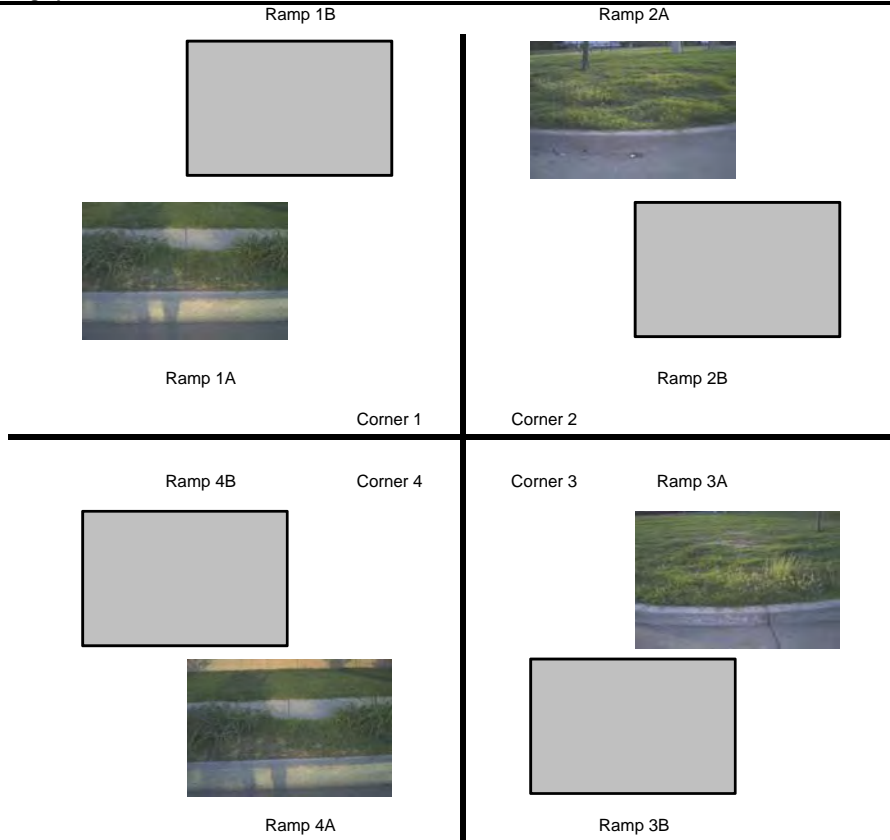 Ramp 1B Ramp 2A
Ramp 1A Ramp 2B
Corner 1 Corner 2
Ramp 4B Corner 4 Corner 3 Ramp 3A
Ramp 4A Ramp 3B